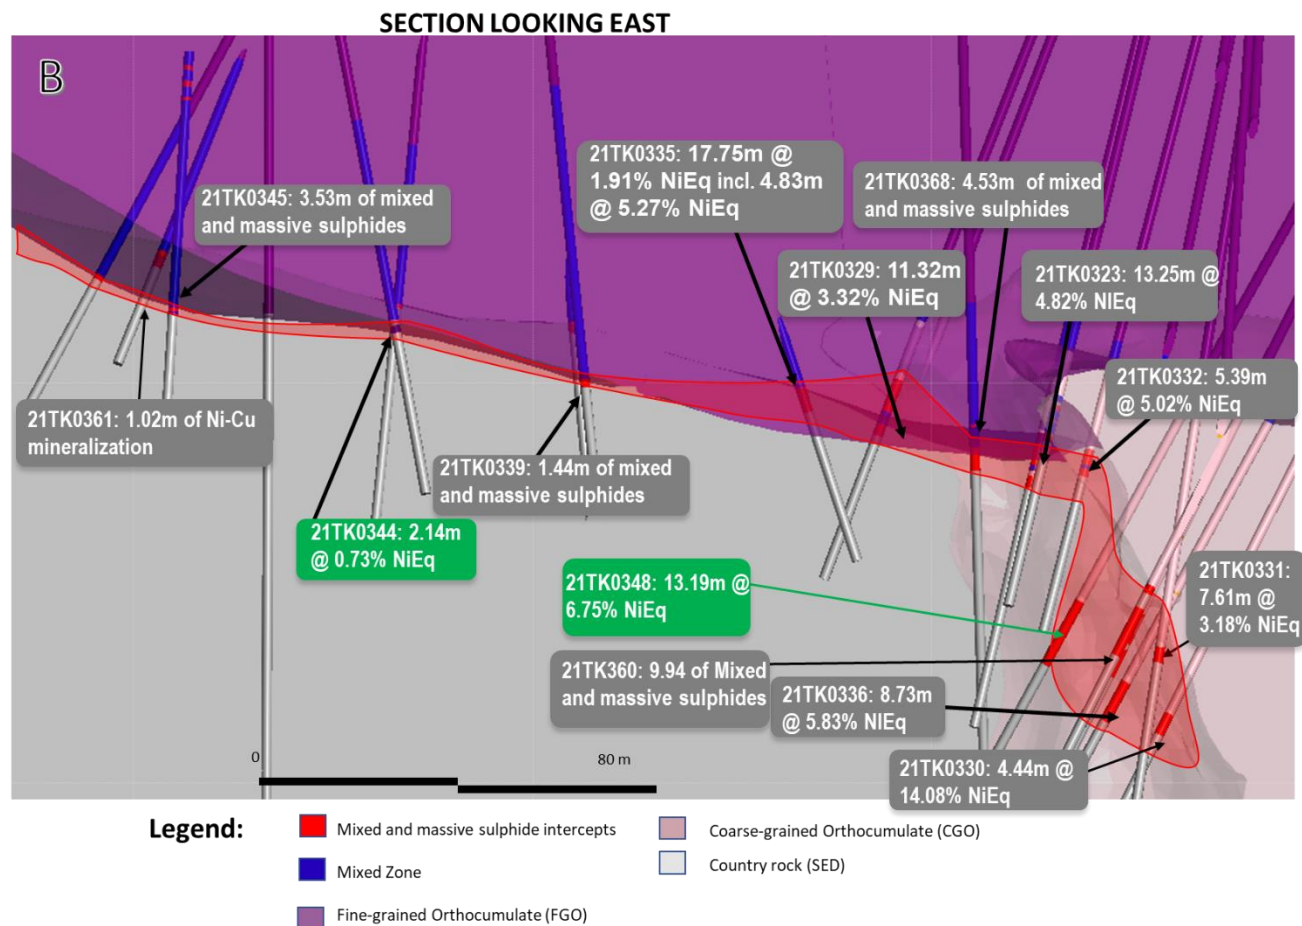 SECTION LOOKING EAST
B
21TK0345: 3.53m of mixed
and massive sulphides
21TK0335: 17.75m @
1.91% NiEq incl. 4.83m
@ 5.27% NiEq
21TK0368: 4.53m of mixed
and massive sulphides
21TK0329: 11.32m
@ 3.32% NiEq
21TK0323: 13.25m @
4.82% NIEq
21TK0332: 5.39m
@ 5.02% NiEq
21TK0361: 1.02m of Ni-Cu
mineralization
21TK0339: 1.44m of mixed
and massive sulphides
21TK0344: 2.14m
@ 0.73% NiEq
21TK0348: 13.19m @
6.75% NiEq
21TK0331:
7.61m @
3.18% NiEq
21TK360: 9.94 of Mixed
and massive sulphides
21TK0336: 8.73m
@ 5.83% NIEq
21TK0330: 4.44m @
14.08% NiEq
0
80 m
Legend:
Mixed and massive sulphide intercepts
Coarse-grained Orthocumulate (CGO)
Mixed Zone
Country rock (SED)
Fine-grained Orthocumulate (FGO)